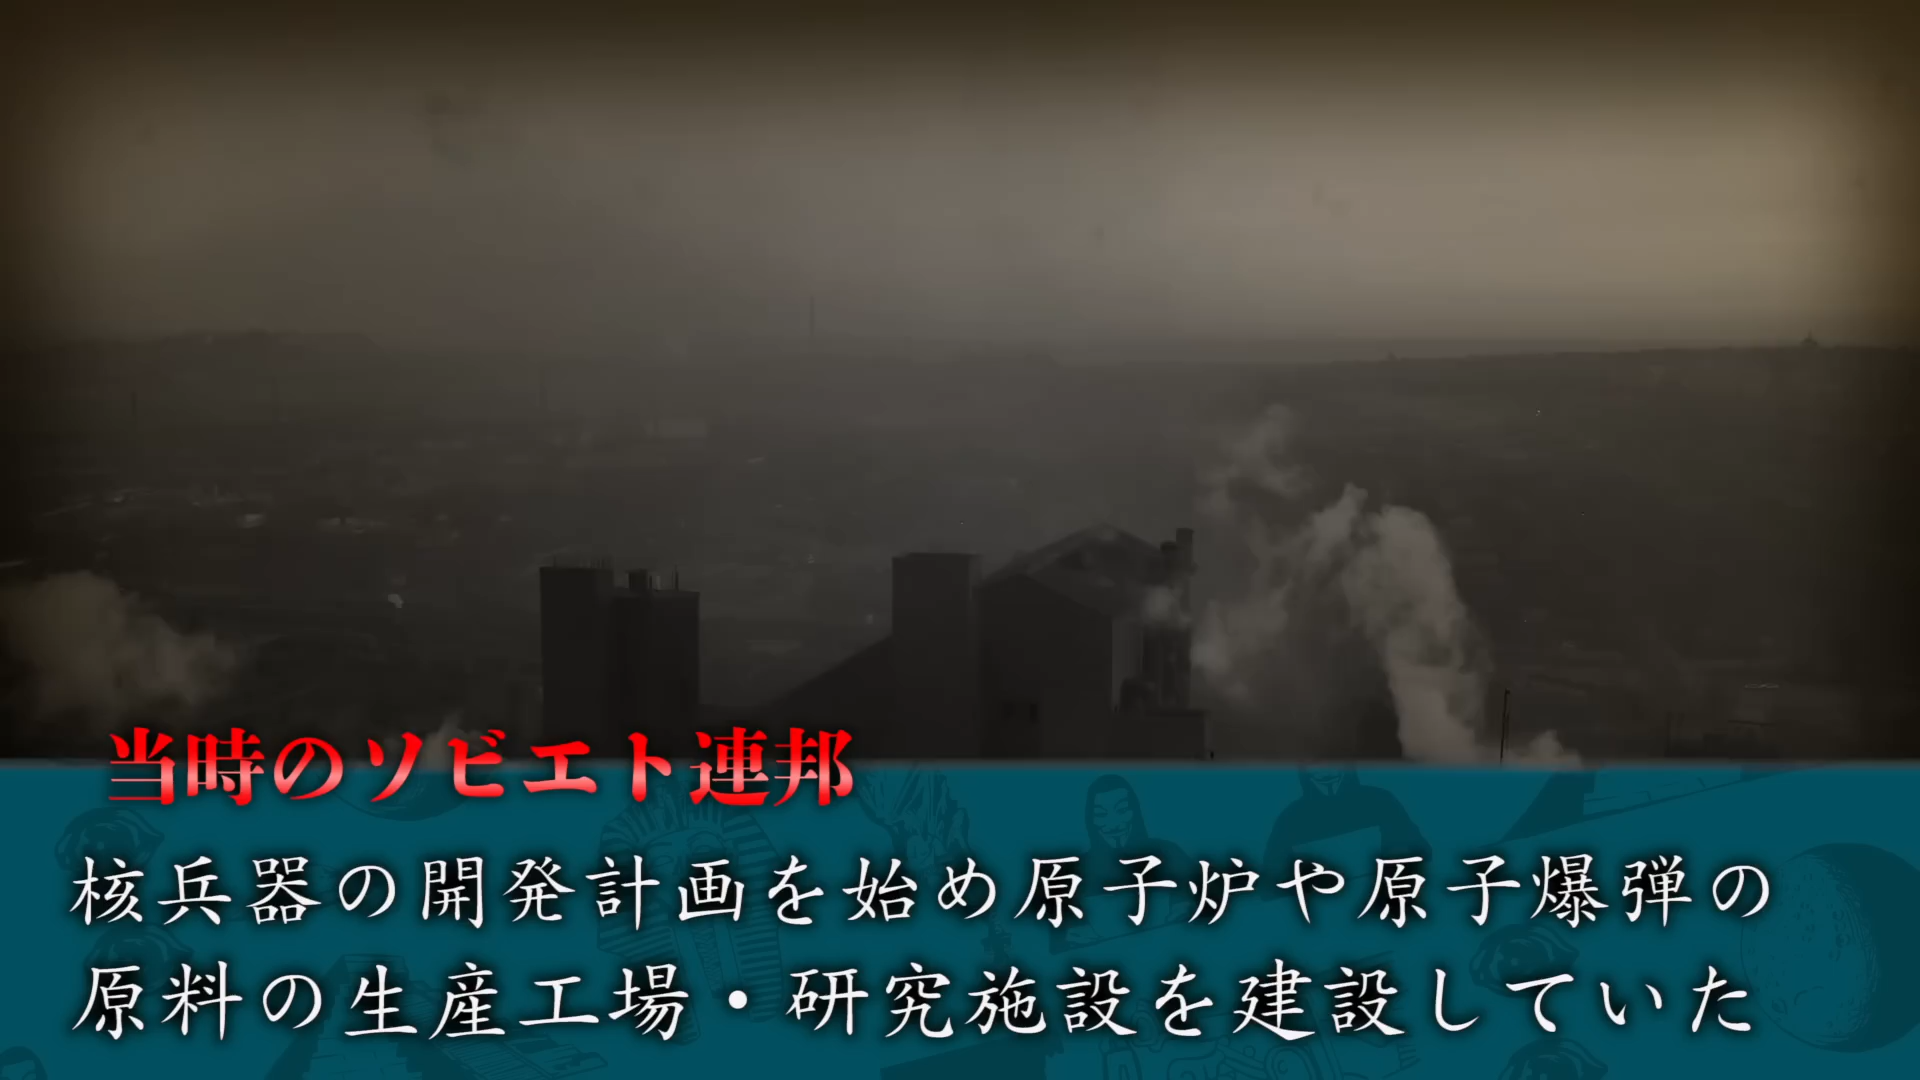 当時のソビエト連邦
核兵器の開発計画を始め原子炉や原子爆弾の
原料の生産工場・研究施設を建設していた